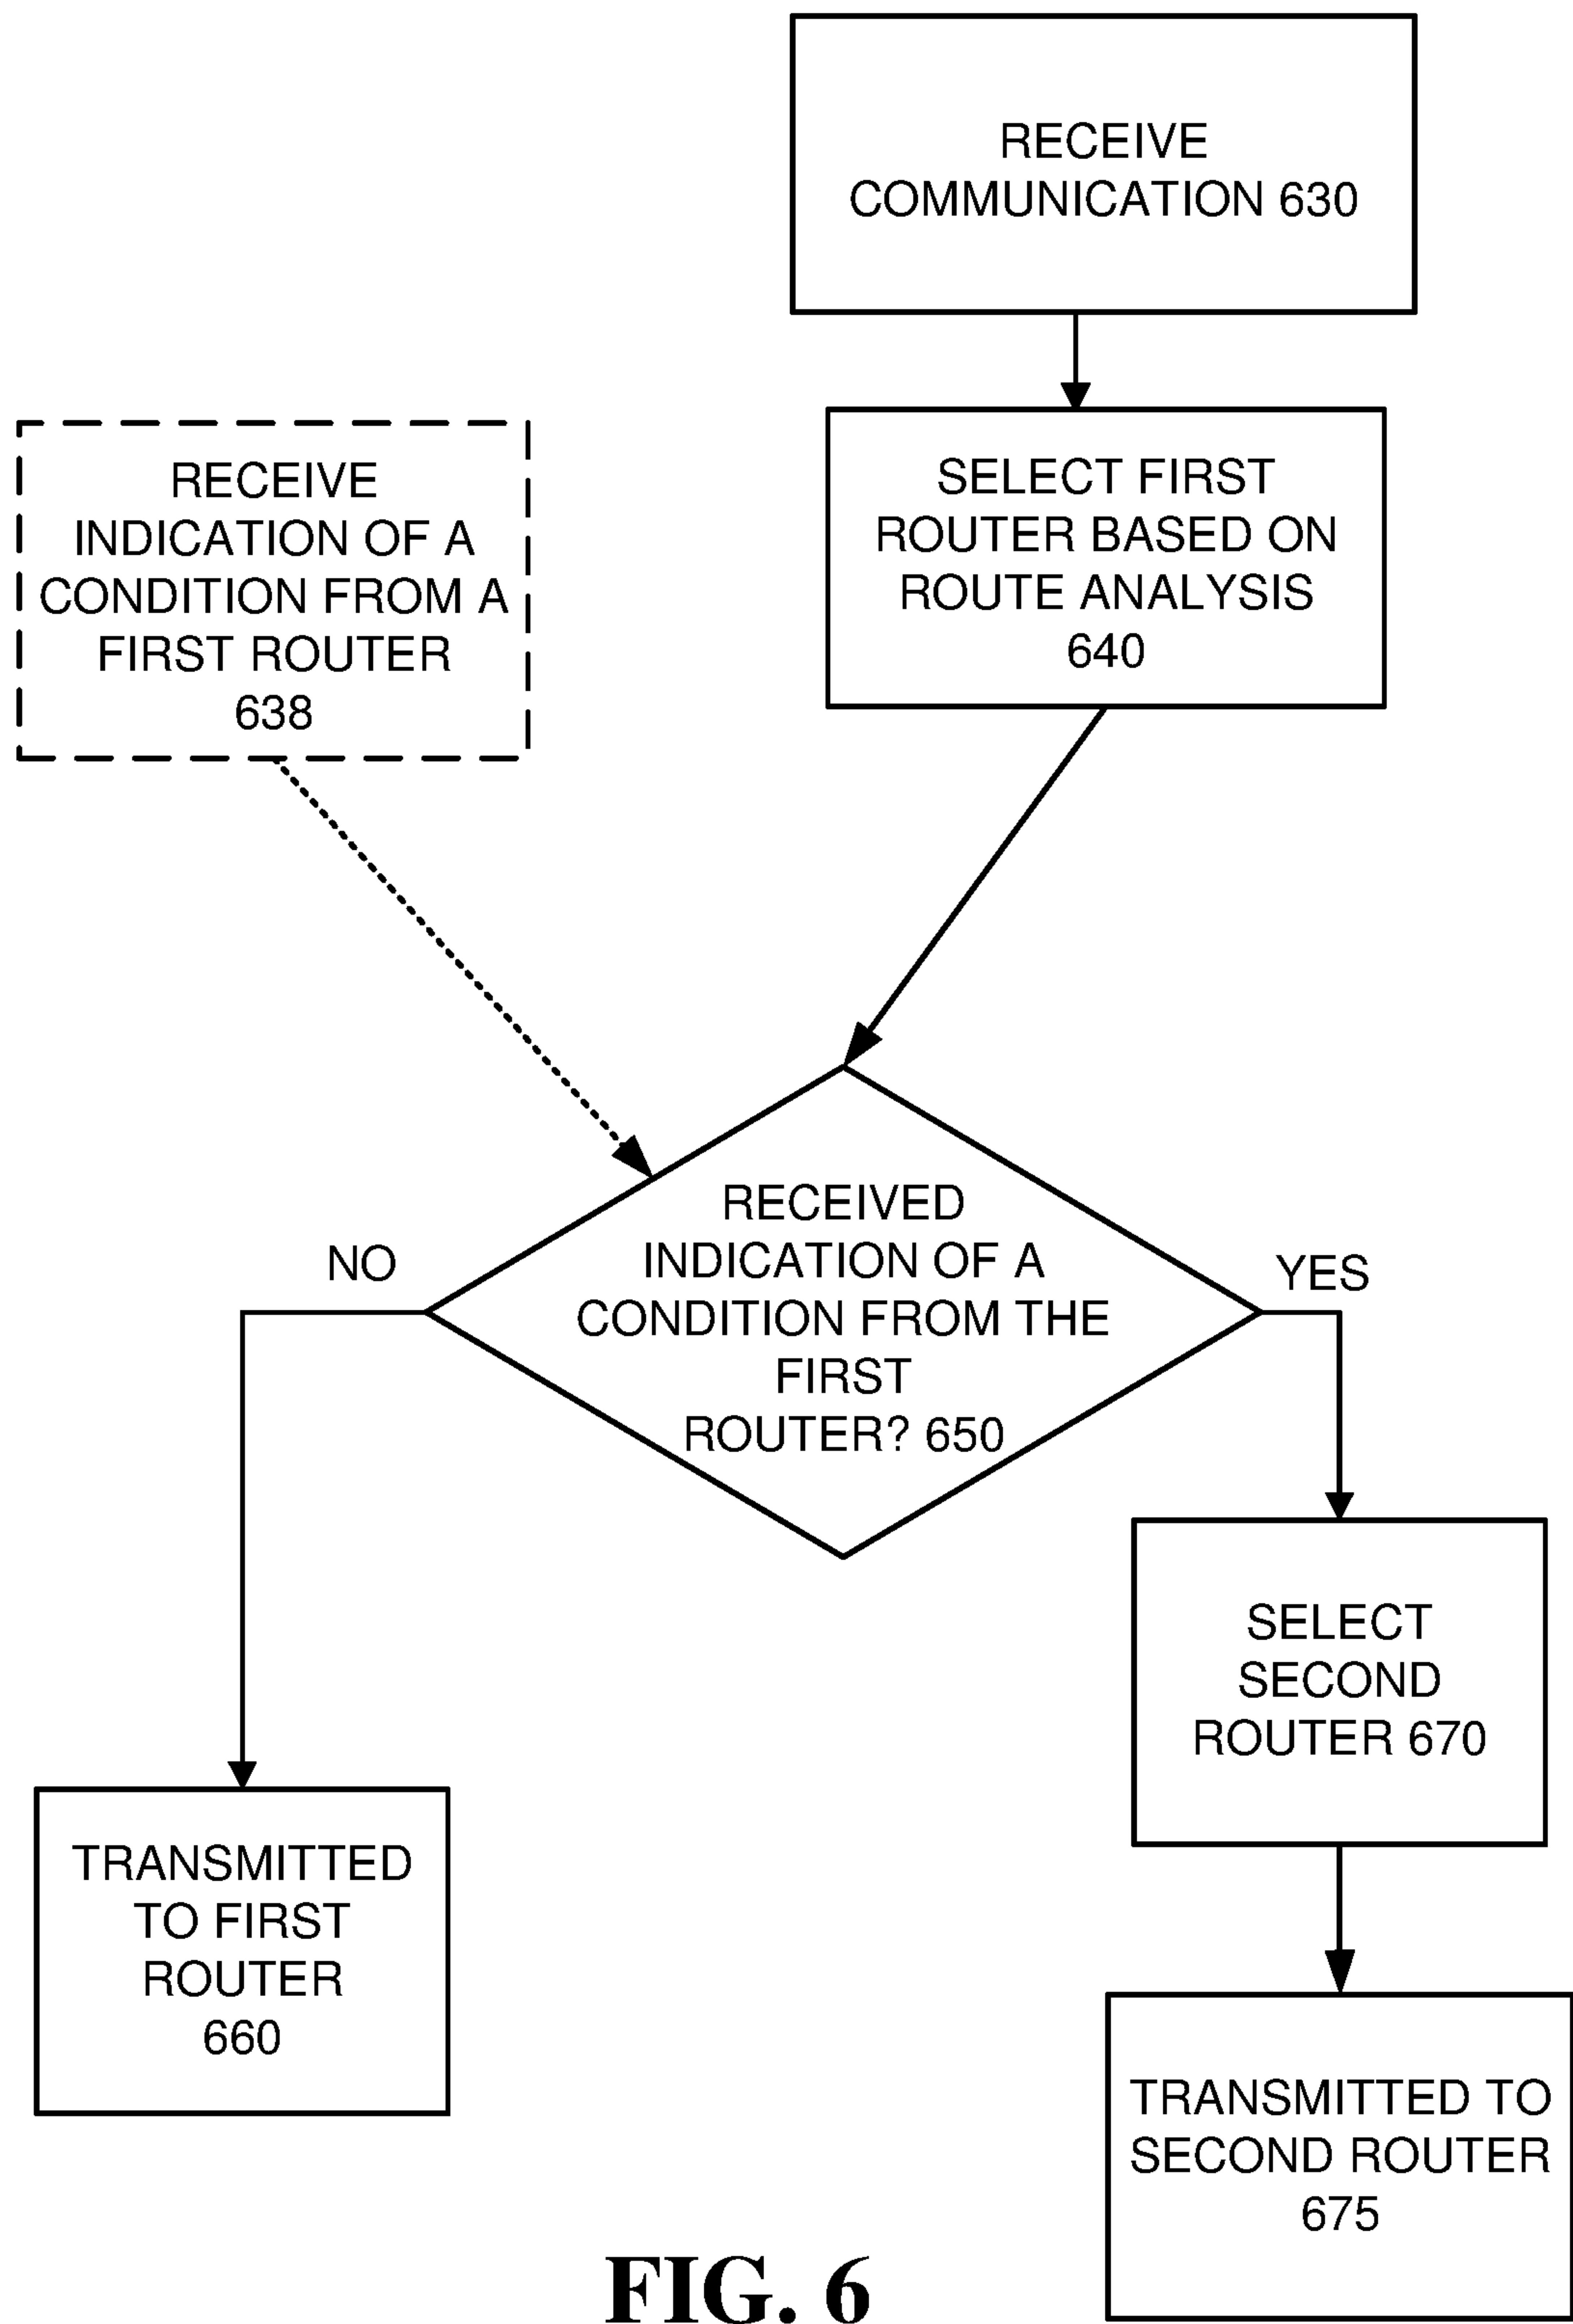 RECEIVE
COMMUNICATION 630
RECEIVE
INDICATION OF A
CONDITION FROM A
FIRST ROUTER
638
SELECT FIRST
ROUTER BASED ON
ROUTE ANALYSIS
640
RECEIVED
INDICATION OF A
CONDITION FROM THE
FIRST
ROUTER? 650
NO
YES
SELECT
SECOND
ROUTER 670
TRANSMITTED
TO FIRST
ROUTER
660
TRANSMITTED TO
SECOND ROUTER
675
FIG. 6